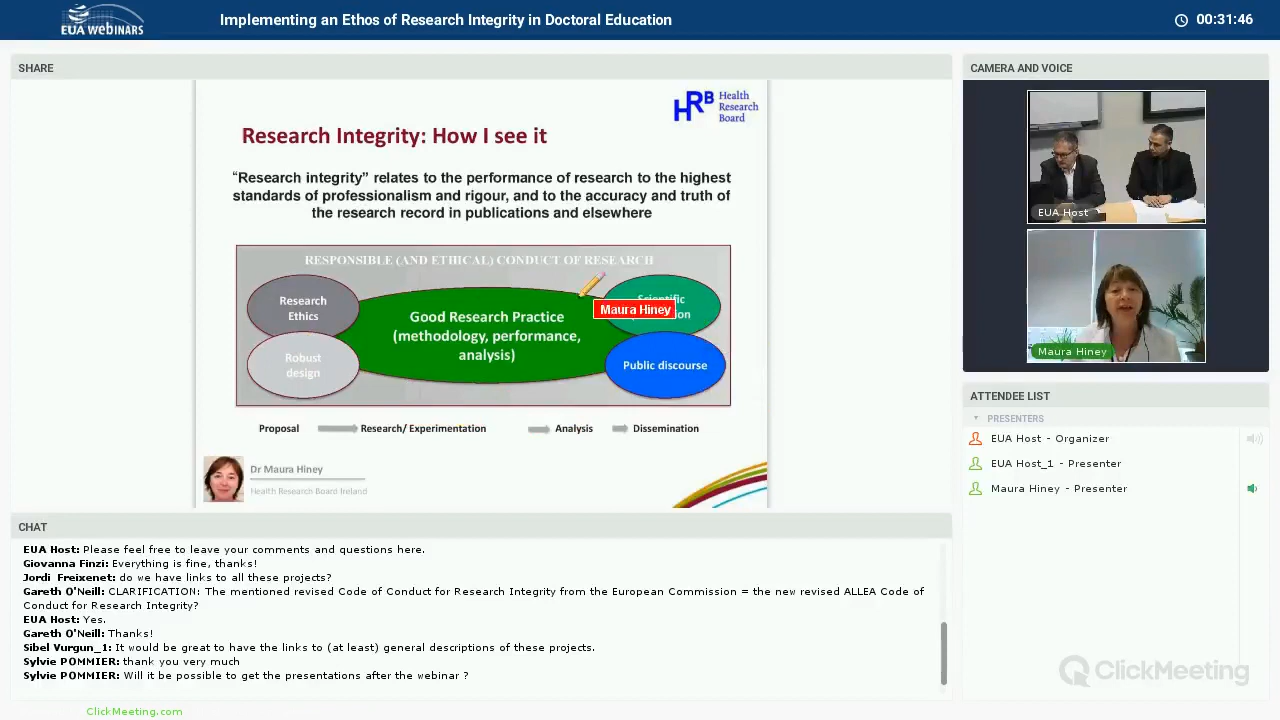 EUA WEBINARS
Implementing an Ethos of Research Integrity in Doctoral Education
00:31:46
SHARE
HRB Health
Research
Board
Research Integrity: How I see it
"Research integrity" relates to the performance of research to the highest
standards of professionalism and rigour, and to the accuracy and truth of
the research record in publications and elsewhere
RESPONSIBLE (AND ETHICAL) CONDUCT OF RESEARCH
Research
Ethics
Robust
design
Good Research Practice
(methodology, performance,
analysis)
Scientific
Maura Hiney
Public discourse
Proposal
Research/ Experimentation
Analysis
Dissemination
Dr Maura Hiney
Health Research Board Ireland
CAMERA AND VOICE
EUA Host
Maura Hiney
ATTENDEE LIST
PRESENTERS
EUA Host - Organizer
EUA Host_1 - Presenter
Maura Hiney - Presenter
CHAT
EUA Host: Please feel free to leave your comments and questions here.
Giovanna Finzi: Everything is fine, thanks!
Jordi Freixenet: do we have links to all these projects?
Gareth O'Neill: CLARIFICATION: The mentioned revised Code of Conduct for Research Integrity from the European Commission = the new revised ALLEA Code of
Conduct for Research Integrity?
EUA Host: Yes.
Gareth O'Neill: Thanks!
Sibel Vurgun_1: It would be great to have the links to (at least) general descriptions of these projects.
Sylvie POMMIER: thank you very much
Sylvie POMMIER: Will it be possible to get the presentations after the webinar ?
ClickMeeting
ClickMeeting.com